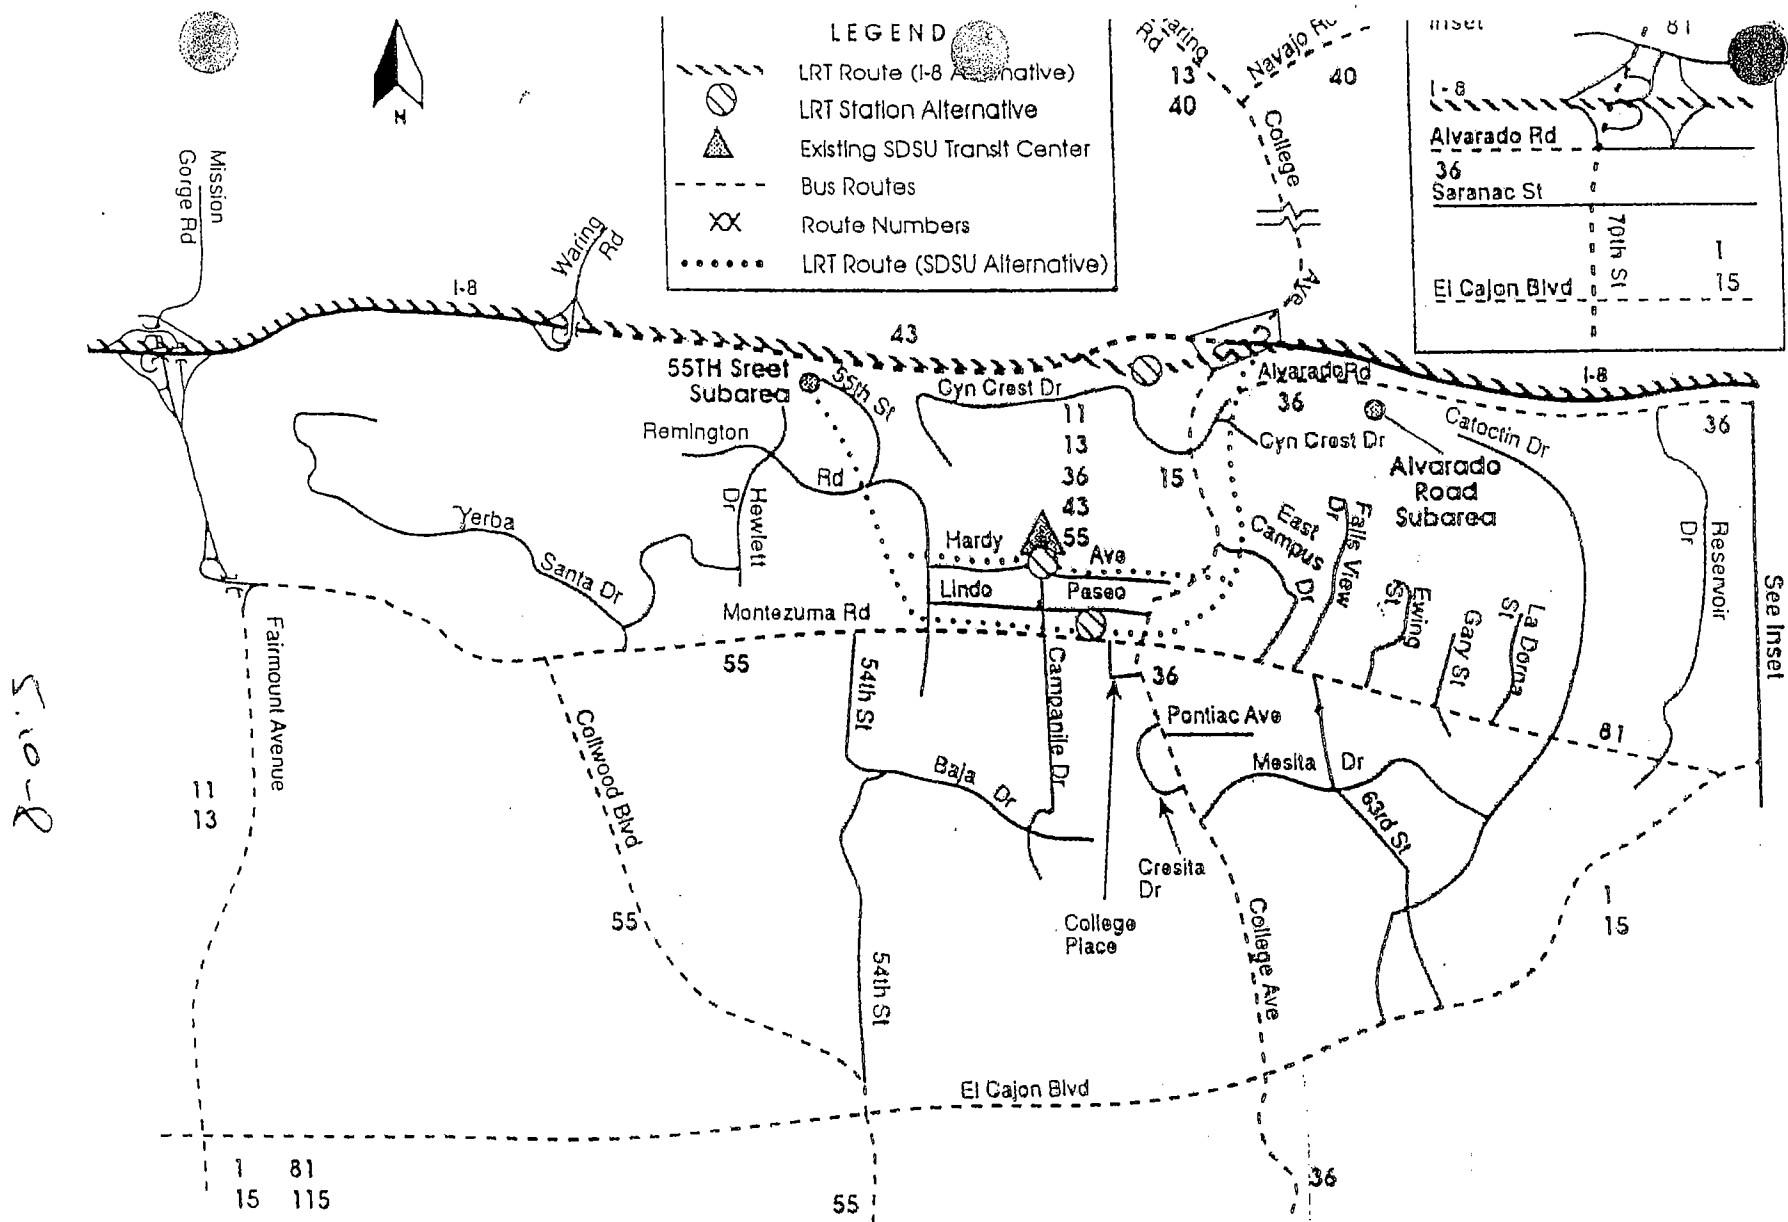 LEGEND
LRT Route (I-8
LRT Station Alternative
Existing SDSU Transit Center
Bus Routes
XX Route Numbers
LRT Route (SDSU Alternative)
N
Rd
13
40
Navajo
40
College
Ave
Inset
81
I-8
Alvarado Rd
36
Saranac St
70th St
1
15
El Cajon Blvd
Mission
Gorge Rd
Waring
Rd
I-8
43
55TH Sreet
Subarea
55th St
Cyn Crest Dr
Alvarado Rd
36
I-8
Remington
Rd
Hewlett
Dr
11
13
36
43
55
15
Cyn Crest Dr
Catoctin Dr
36
Alvarado
Road
Subarea
Yerba
Santa Dr
Hardy
Ave
Lindo
Paseo
East
Campus
Dr
Falls View
Dr
Ewing
St
Gary St
La Dorna
St
Reservoir
Dr
See Inset
Montezuma Rd
55
Fairmount Avenue
54th St
Campanile Dr
36
Pontiac Ave
81
Collwood Blvd
Baja
Dr
Mesita Dr
63rd St
11
13
Cresita
Dr
55
College
Place
College Ave
1
15
54th St
El Cajon Blvd
1 81
15 115
55
36
5.10-8